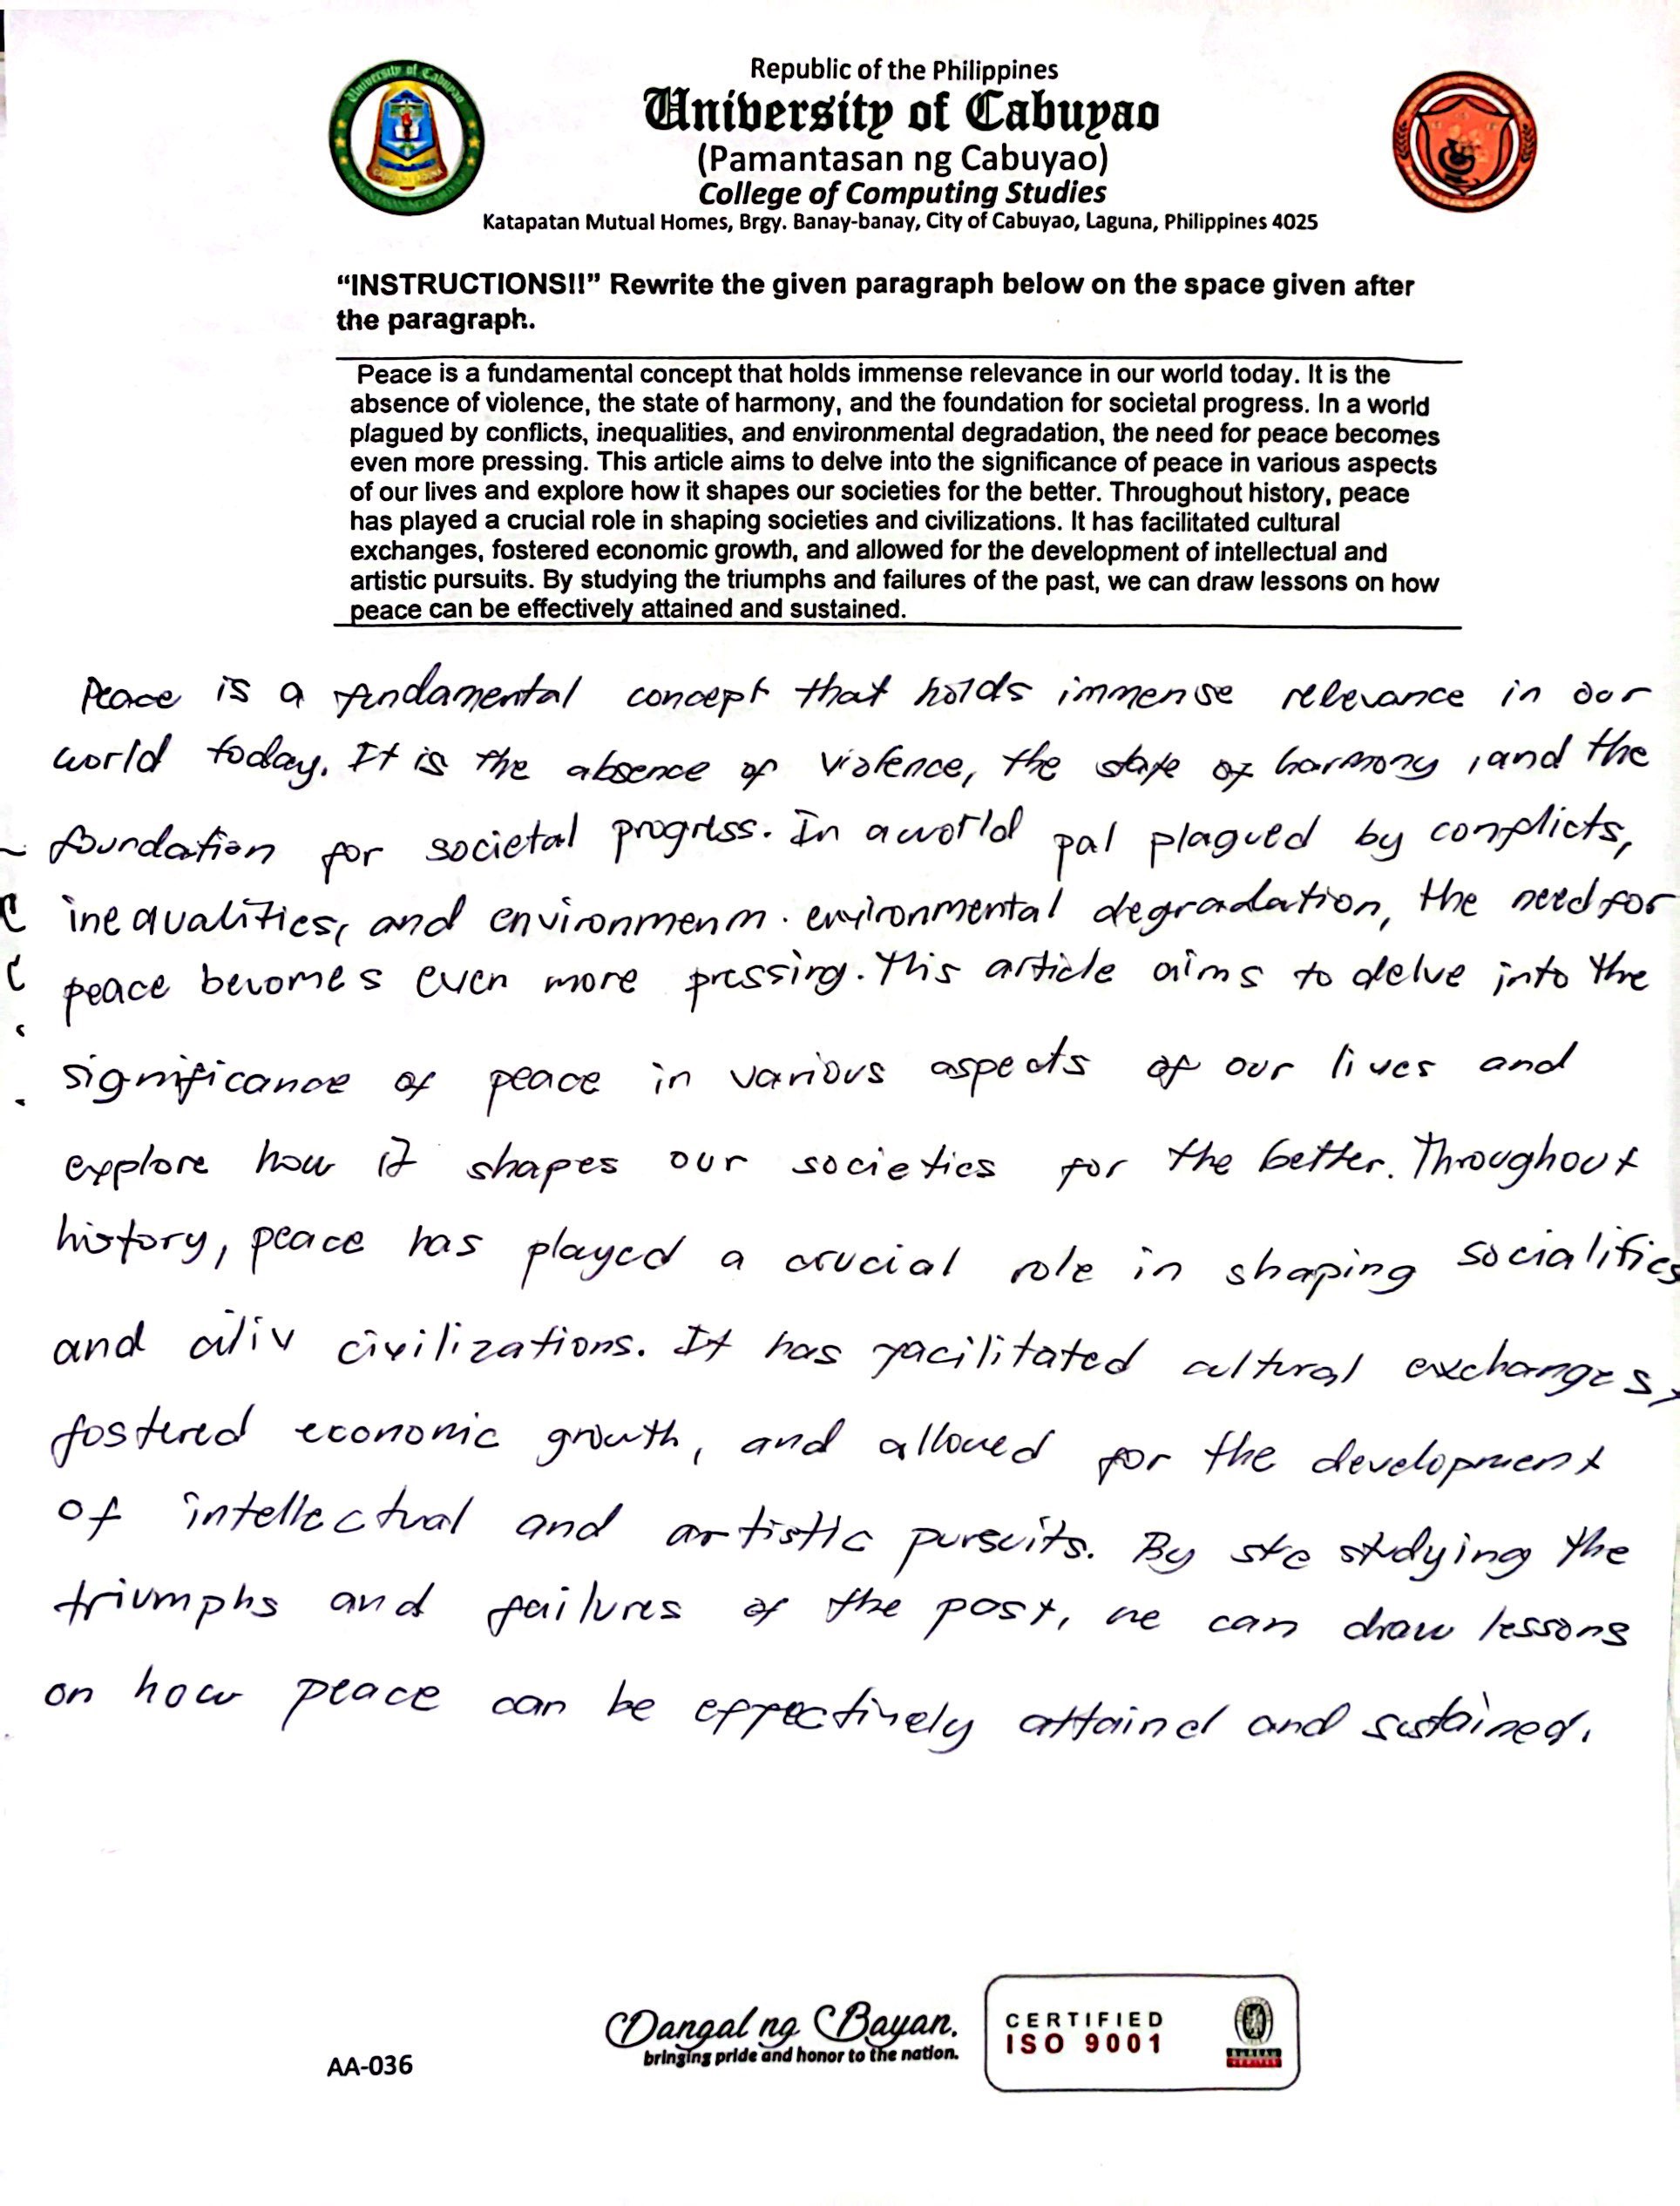 Republic of the Philippines
University of Cabuyao
(Pamantasan ng Cabuyao)
College of Computing Studies
Katapatan Mutual Homes, Brgy. Banay-banay, City of Cabuyao, Laguna, Philippines 4025
“INSTRUCTIONS!!” Rewrite the given paragraph below on the space given after
the paragraph.
Peace is a fundamental concept that holds immense relevance in our world today. It is the
absence of violence, the state of harmony, and the foundation for societal progress. In a world
plagued by conflicts, inequalities, and environmental degradation, the need for peace becomes
even more pressing. This article aims to delve into the significance of peace in various aspects
of our lives and explore how it shapes our societies for the better. Throughout history, peace
has played a crucial role in shaping societies and civilizations. It has facilitated cultural
exchanges, fostered economic growth, and allowed for the development of intellectual and
artistic pursuits. By studying the triumphs and failures of the past, we can draw lessons on how
peace can be effectively attained and sustained.
Peace is a fundamental concept that holds immense relevance in our
world today. It is the absence of violence, the state of harmony, and the
foundation for societal progress. In a world pal plagued by conflicts,
inequalities, and environmenm. environmental degradation, the need for
peace becomes even more pressing. This article aims to delve into the
significance of peace in various aspects of our lives and
explore how it shapes our societies for the better. Throughout
history, peace has played a crucial role in shaping socialities
and ciliv civilizations. It has facilitated cultural exchanges,
fostered economic growth, and allowed for the development
of intellectual and artistic pursuits. By ste studying the
triumphs and failures of the past, we can draw lessons
on how peace can be effectively attained and sustained.
Dangal ng Bayan.
bringing pride and honor to the nation.
AA-036
CERTIFIED
ISO 9001